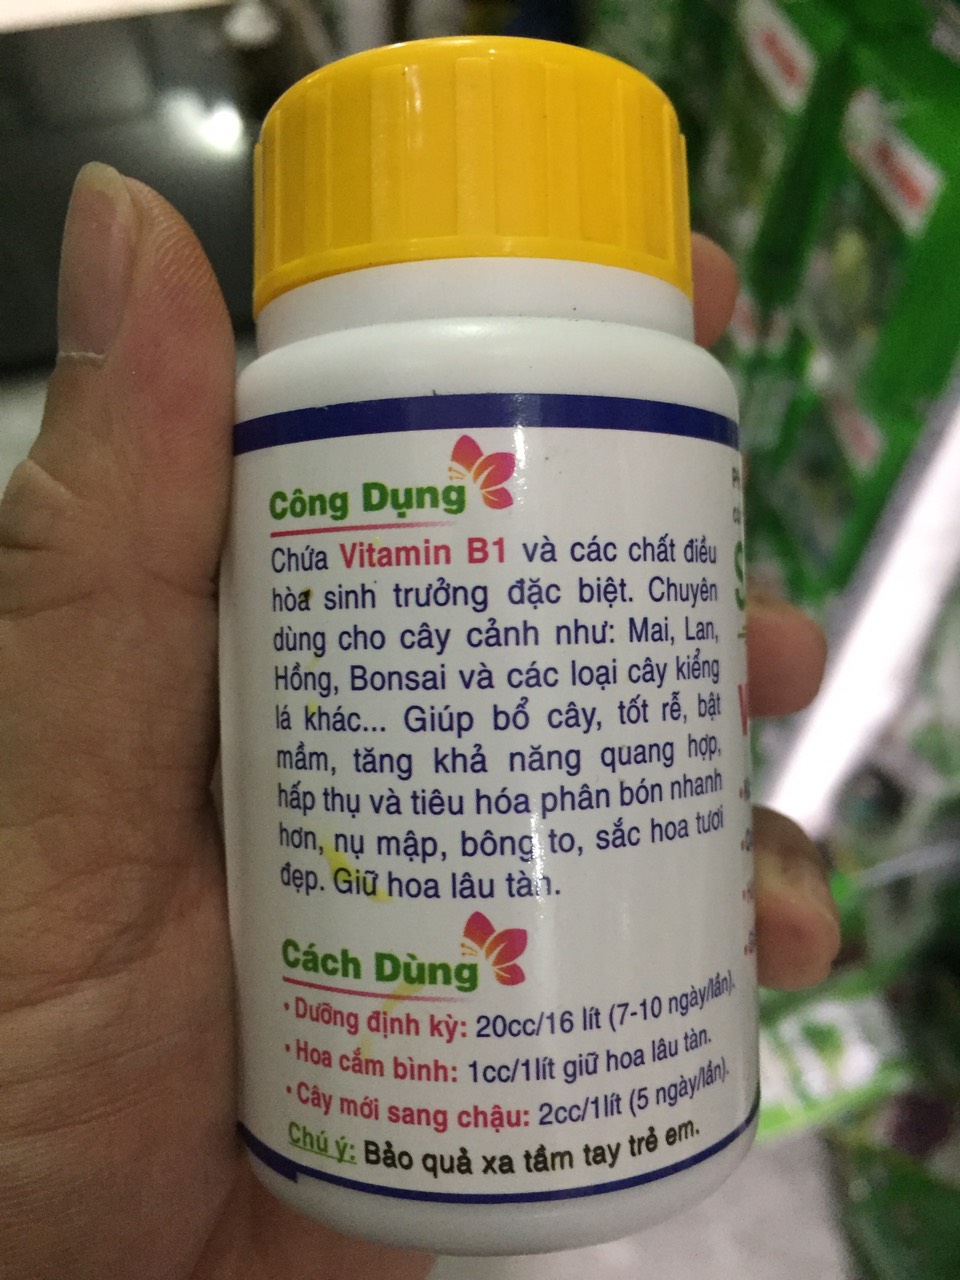 Công Dụng
Chứa Vitamin B1 và các chất điều
hòa sinh trưởng đặc biệt. Chuyên
dùng cho cây cảnh như: Mai, Lan,
Hồng, Bonsai và các loại cây kiểng
lá khác... Giúp bổ cây, tốt rễ, bật
mầm, tăng khả năng quang hợp,
hấp thụ và tiêu hóa phân bón nhanh
hơn, nụ mập, bông to, sắc hoa tươi
đẹp. Giữ hoa lâu tàn.
Cách Dùng
• Dưỡng định kỳ: 20cc/16 lít (7-10 ngày/lần).
• Hoa cắm bình: 1cc/1lít giữ hoa lâu tàn.
• Cây mới sang chậu: 2cc/1lít (5 ngày/lần).
Chú ý: Bảo quả xa tầm tay trẻ em.